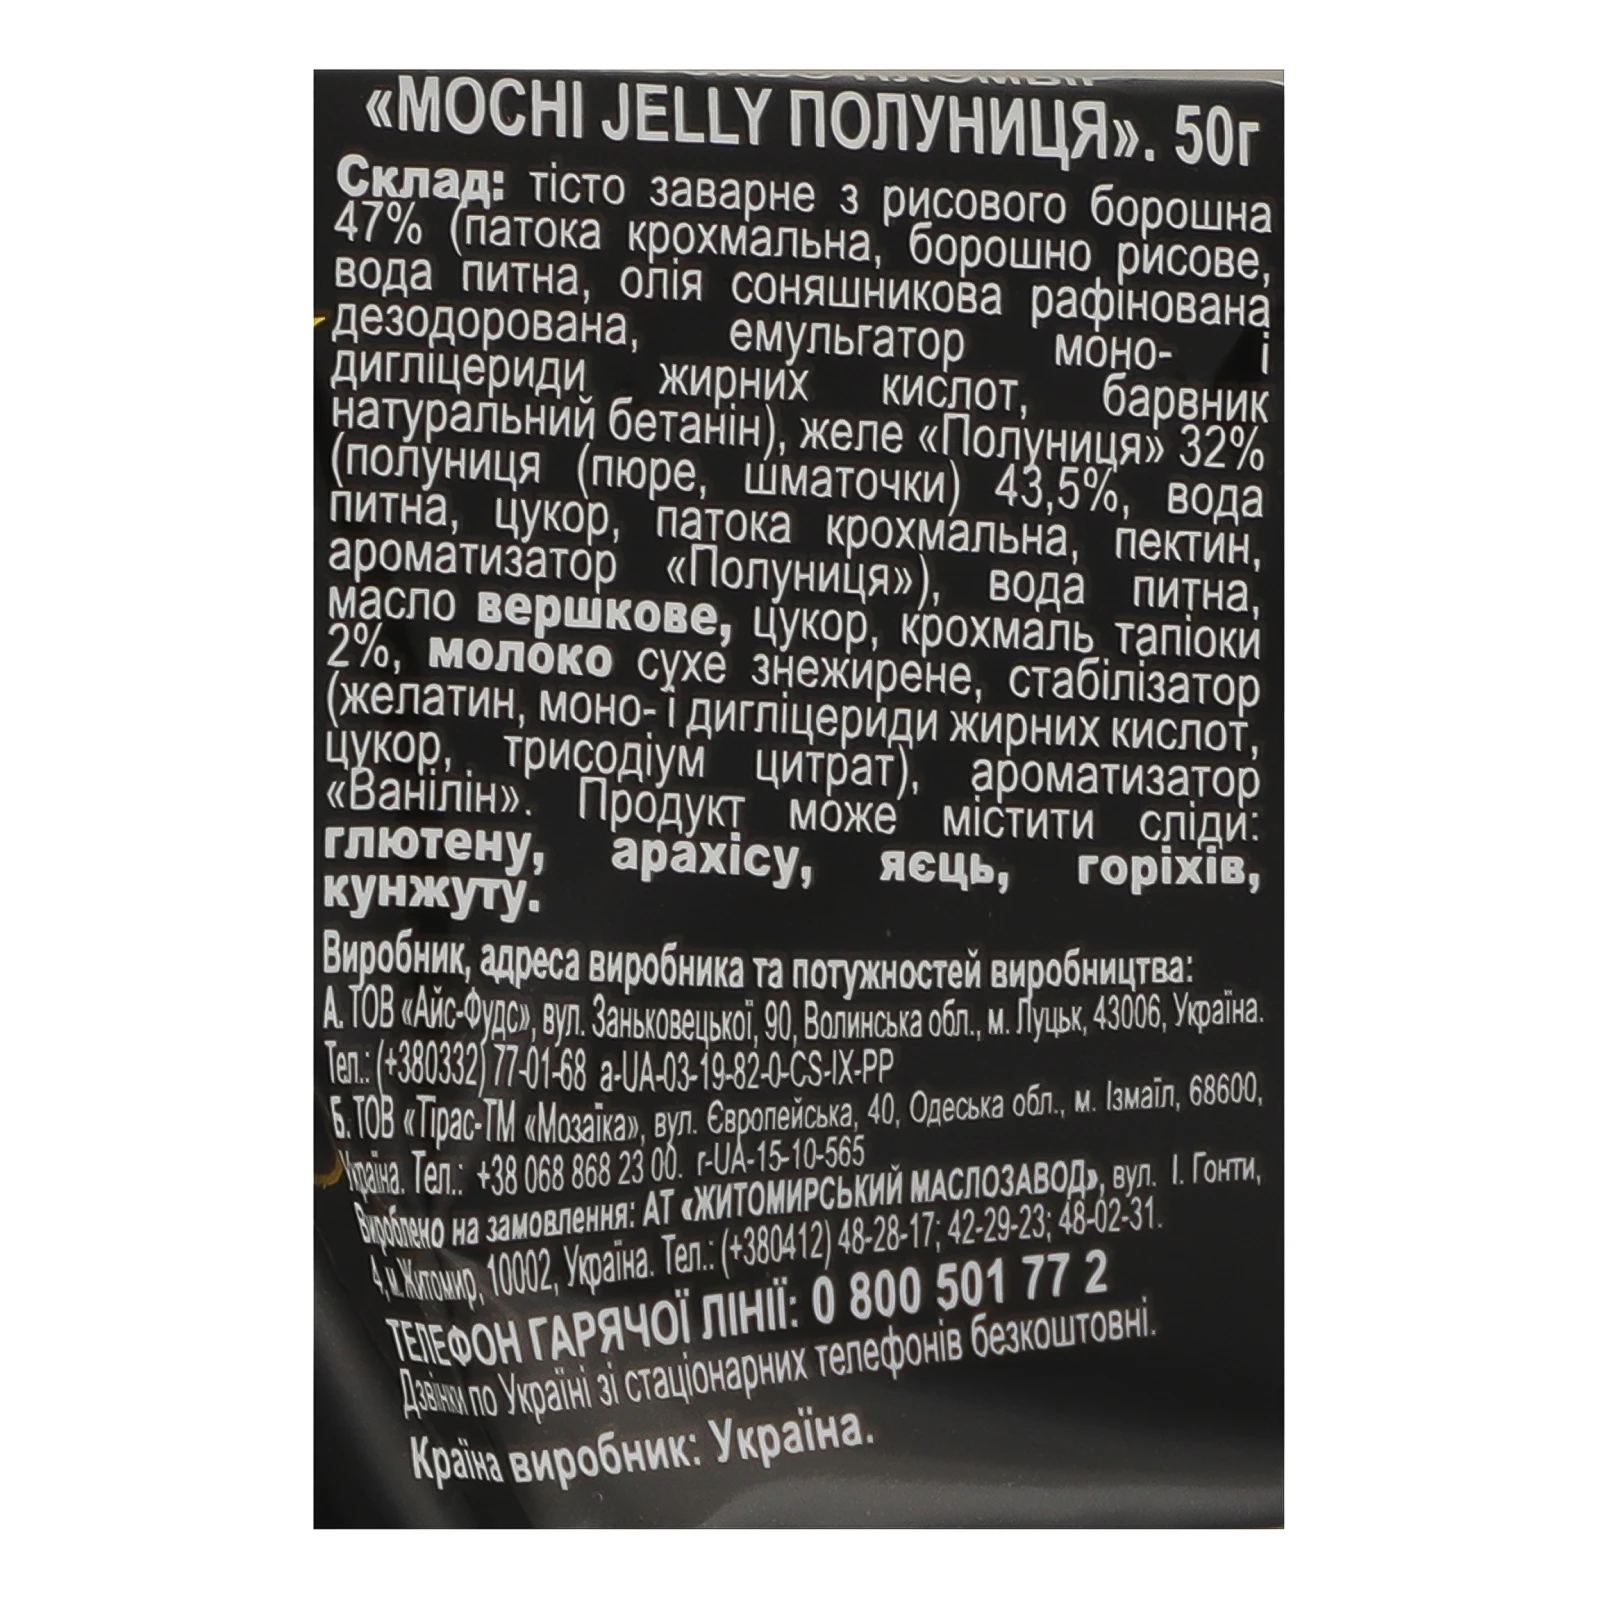 «MOCHI JELLY ПОЛУНИЦЯ». 50г
Склад: тісто заварне з рисового борошна
47% (патока крохмальна, борошно рисове,
вода питна, олія соняшникова рафінована
дезодорована, емульгатор моно- і
дигліцериди жирних кислот, барвник
натуральний бетанін), желе «Полуниця» 32%
(полуниця (пюре, шматочки) 43,5%, вода
питна, цукор, патока крохмальна, пектин,
ароматизатор «Полуниця»), вода питна,
масло вершкове, цукор, крохмаль тапіоки
2%, молоко сухе знежирене, стабілізатор
(желатин, моно- і дигліцериди жирних кислот,
цукор, трисодіум цитрат), ароматизатор
«Ванілін». Продукт може містити сліди:
глютену, арахісу, яєць, горіхів,
кунжуту.
Виробник, адреса виробника та потужностей виробництва:
А. ТОВ «Айс-Фудс», вул. Заньковецької, 90, Волинська обл., м. Луцьк, 43006, Україна.
Тел.: (+380332) 77-01-68 a-UA-03-19-82-0-CS-IX-PP
Б. ТОВ «Тірас-ТМ «Мозаїка», вул. Європейська, 40, Одеська обл., м. Ізмаїл, 68600,
Україна. Тел.: +38 068 868 23 00. r-UA-15-10-565
Вироблено на замовлення: АТ «ЖИТОМИРСЬКИЙ МАСЛОЗАВОД», вул. І. Гонти,
4, м. Житомир, 10002, Україна. Тел.: (+380412) 48-28-17; 42-29-23; 48-02-31.
ТЕЛЕФОН ГАРЯЧОЇ ЛІНІЇ: 0 800 501 77 2
Дзвінки по Україні зі стаціонарних телефонів безкоштовні.
Країна виробник: Україна.